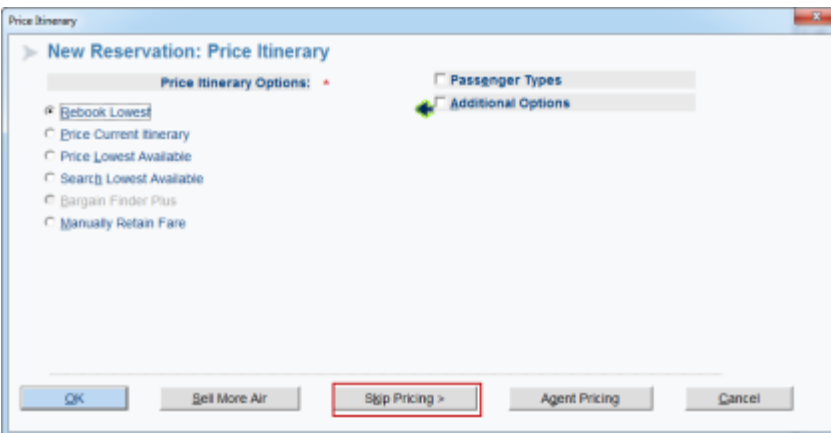 Price Itinerary
New Reservation: Price Itinerary
Price Itinerary Options: *
Rebook Lowest
Price Current Itinerary
Price Lowest Available
Search Lowest Available
Bargain Finder Plus
Manually Retain Fare
Passenger Types
Additional Options
OK
Sell More Air
Skip Pricing >
Agent Pricing
Cancel